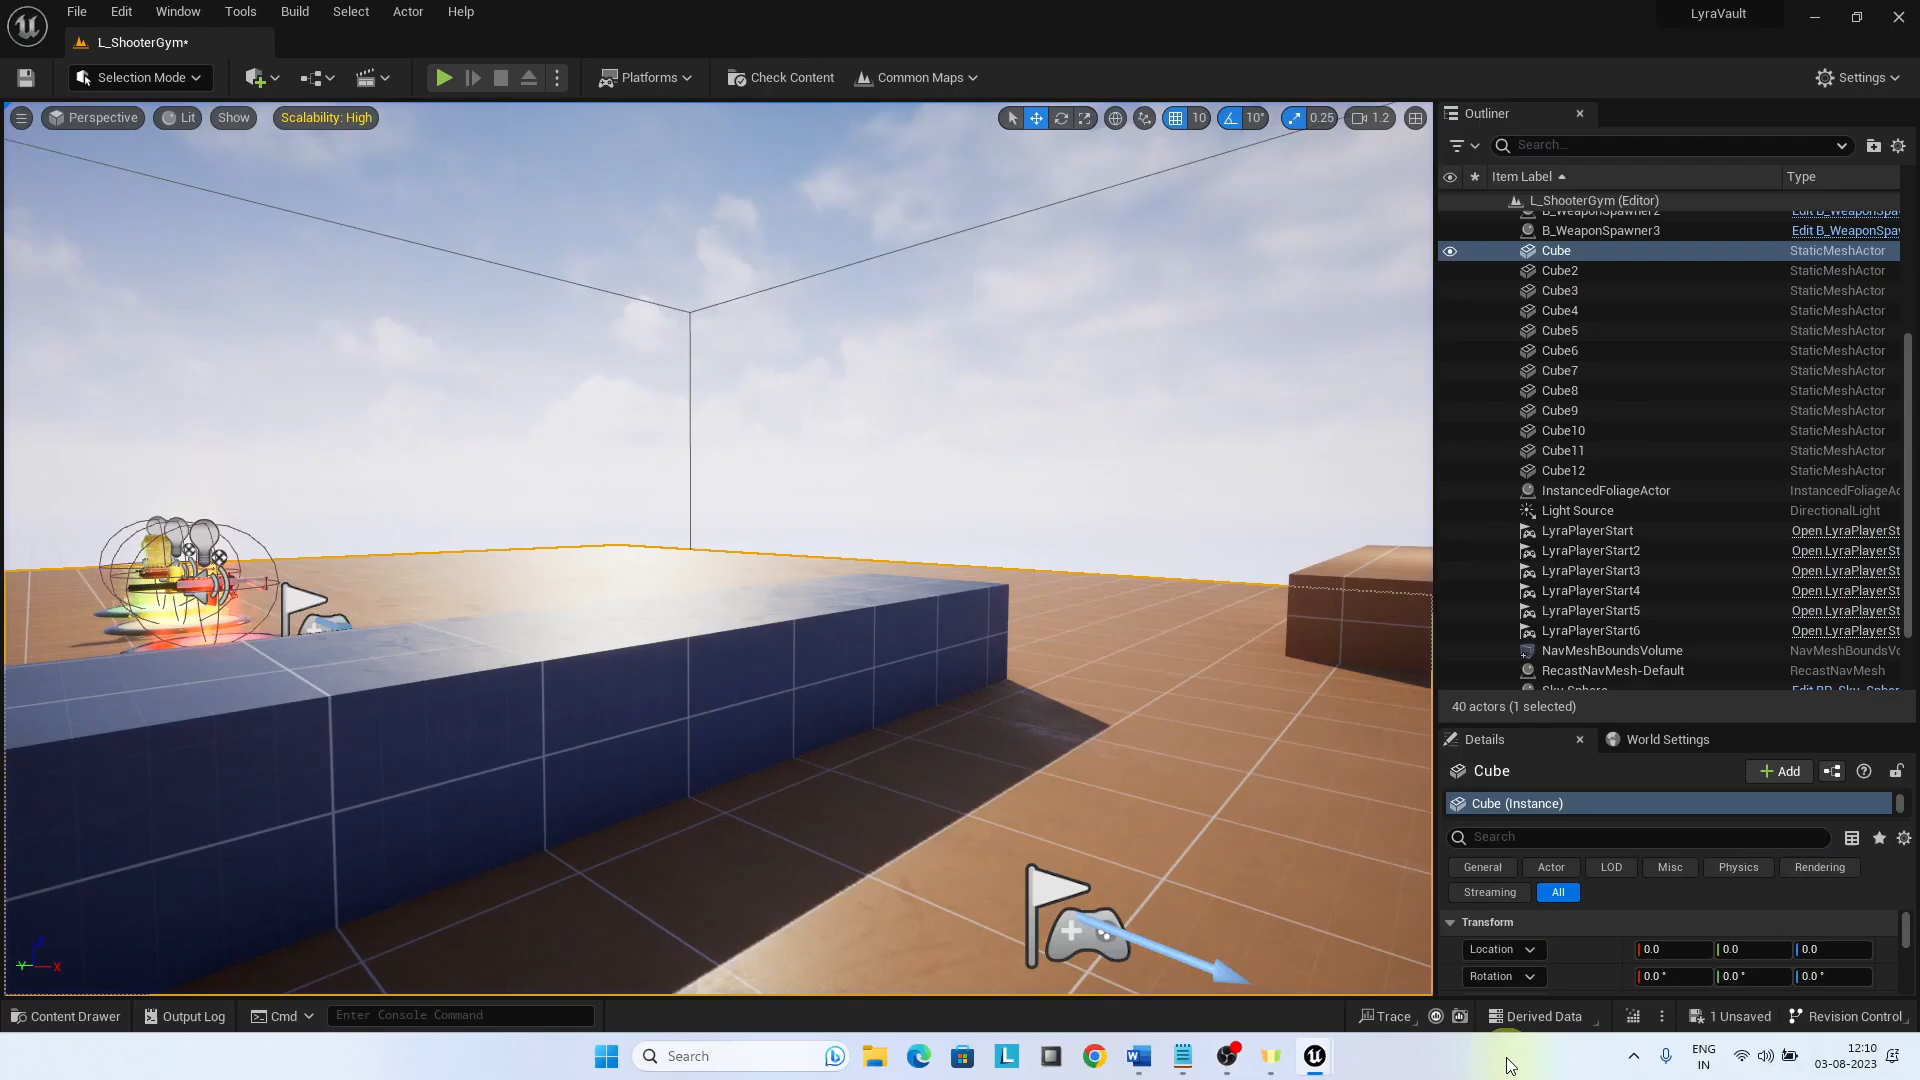 File Edit Window Tools Build Select Actor Help
LyraVault
L_ShooterGym*
Selection Mode
Platforms
Check Content
Common Maps
Settings
Perspective
Lit
Show
Scalability: High
10
10°
0.25
1.2
Outliner
Search...
Item Label
Type
L_ShooterGym (Editor)
B_WeaponSpawner2
B_WeaponSpawner3 Edit B_WeaponSpa
Cube StaticMeshActor
Cube2 StaticMeshActor
Cube3 StaticMeshActor
Cube4 StaticMeshActor
Cube5 StaticMeshActor
Cube6 StaticMeshActor
Cube7 StaticMeshActor
Cube8 StaticMeshActor
Cube9 StaticMeshActor
Cube10 StaticMeshActor
Cube11 StaticMeshActor
Cube12 StaticMeshActor
InstancedFoliageActor InstancedFoliageAc
Light Source DirectionalLight
LyraPlayerStart Open LyraPlayerSt
LyraPlayerStart2 Open LyraPlayerSt
LyraPlayerStart3 Open LyraPlayerSt
LyraPlayerStart4 Open LyraPlayerSt
LyraPlayerStart5 Open LyraPlayerSt
LyraPlayerStart6 Open LyraPlayerSt
NavMeshBoundsVolume NavMeshBoundsVo
RecastNavMesh-Default RecastNavMesh
40 actors (1 selected)
Details
World Settings
Cube
Add
Cube (Instance)
Search
General Actor LOD Misc Physics Rendering
Streaming All
Transform
Location 0.0 0.0 0.0
Rotation 0.0 ° 0.0 ° 0.0 °
Z
Y X
Content Drawer
Output Log
Cmd
Enter Console Command
Trace
Derived Data
1 Unsaved
Revision Control
Search
ENG
IN
12:10
03-08-2023